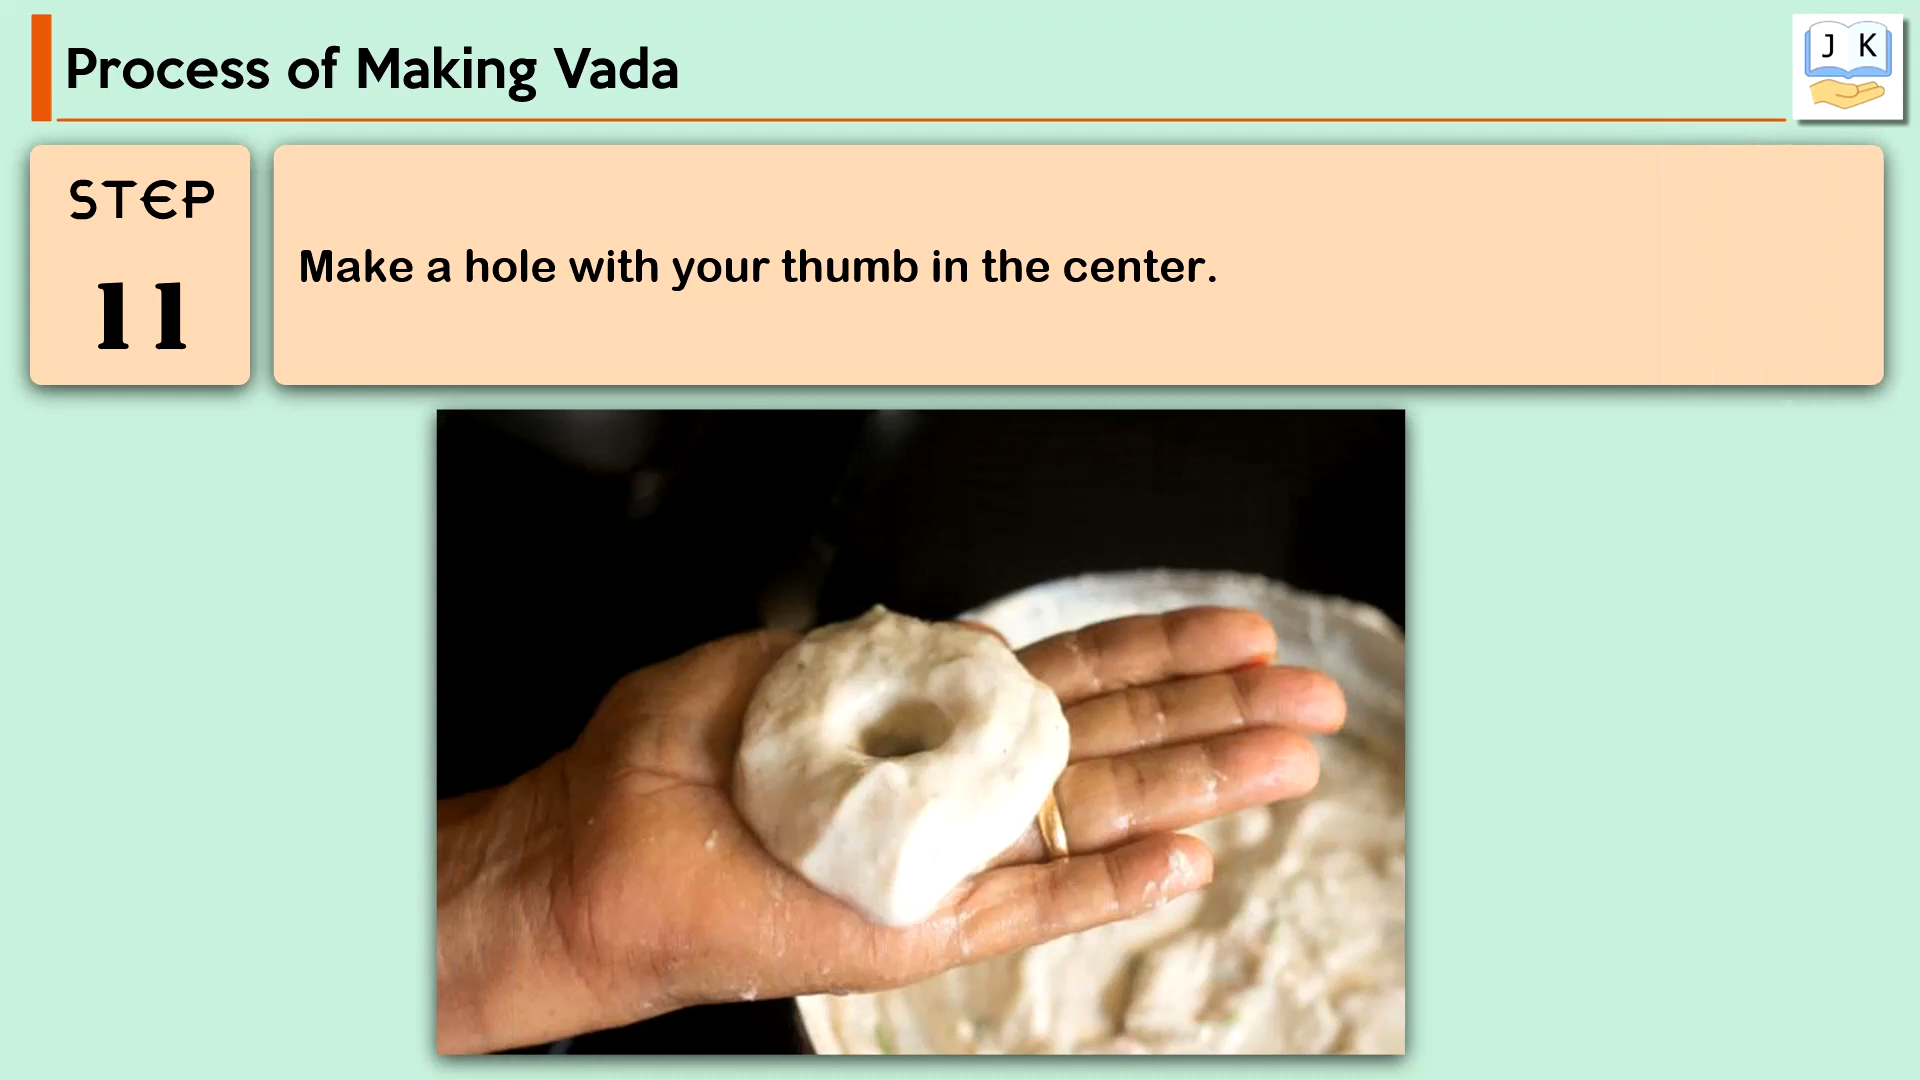 Process of Making Vada
J K
STEP
11
Make a hole with your thumb in the center.